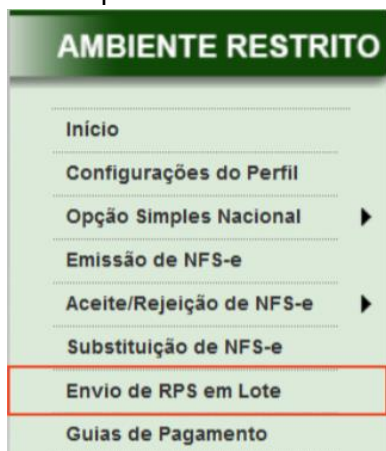 AMBIENTE RESTRITO
Início
Configurações do Perfil
Opção Simples Nacional
Emissão de NFS-e
Aceite/Rejeição de NFS-e
Substituição de NFS-e
Envio de RPS em Lote
Guias de Pagamento